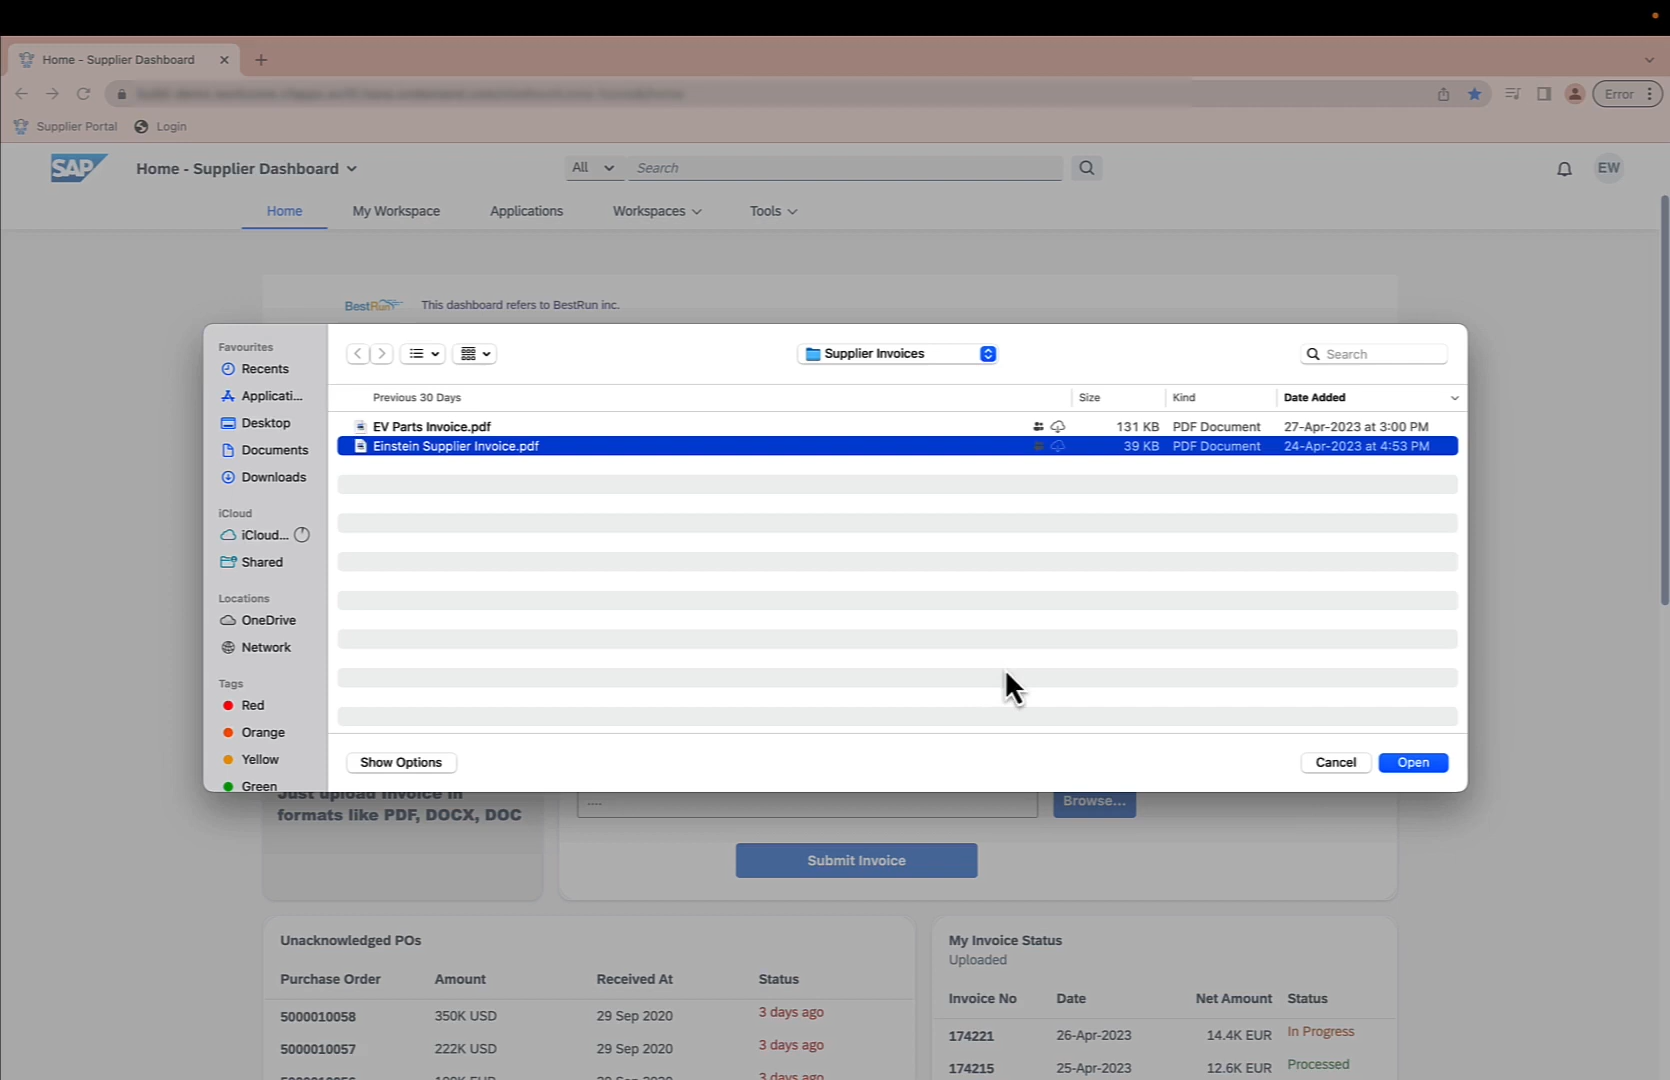 Home - Supplier Dashboard
Error
Supplier Portal
Login
SAP
Home - Supplier Dashboard
All
Search
EW
Home
My Workspace
Applications
Workspaces
Tools
BestRun
This dashboard refers to BestRun inc.
Favourites
Recents
Applicati...
Desktop
Documents
Downloads
iCloud
iCloud...
Shared
Locations
OneDrive
Network
Tags
Red
Orange
Yellow
Green
Supplier Invoices
Search
Previous 30 Days
Size
Kind
Date Added
EV Parts Invoice.pdf
131 KB
PDF Document
27-Apr-2023 at 3:00 PM
Einstein Supplier Invoice.pdf
39 KB
PDF Document
24-Apr-2023 at 4:53 PM
Show Options
Cancel
Open
Just upload invoice in
formats like PDF, DOCX, DOC
....
Browse...
Submit Invoice
Unacknowledged POs
Purchase Order
Amount
Received At
Status
5000010058
350K USD
29 Sep 2020
3 days ago
5000010057
222K USD
29 Sep 2020
3 days ago
3 days ago
My Invoice Status
Uploaded
Invoice No
Date
Net Amount
Status
174221
26-Apr-2023
14.4K EUR
In Progress
174215
25-Apr-2023
12.6K EUR
Processed